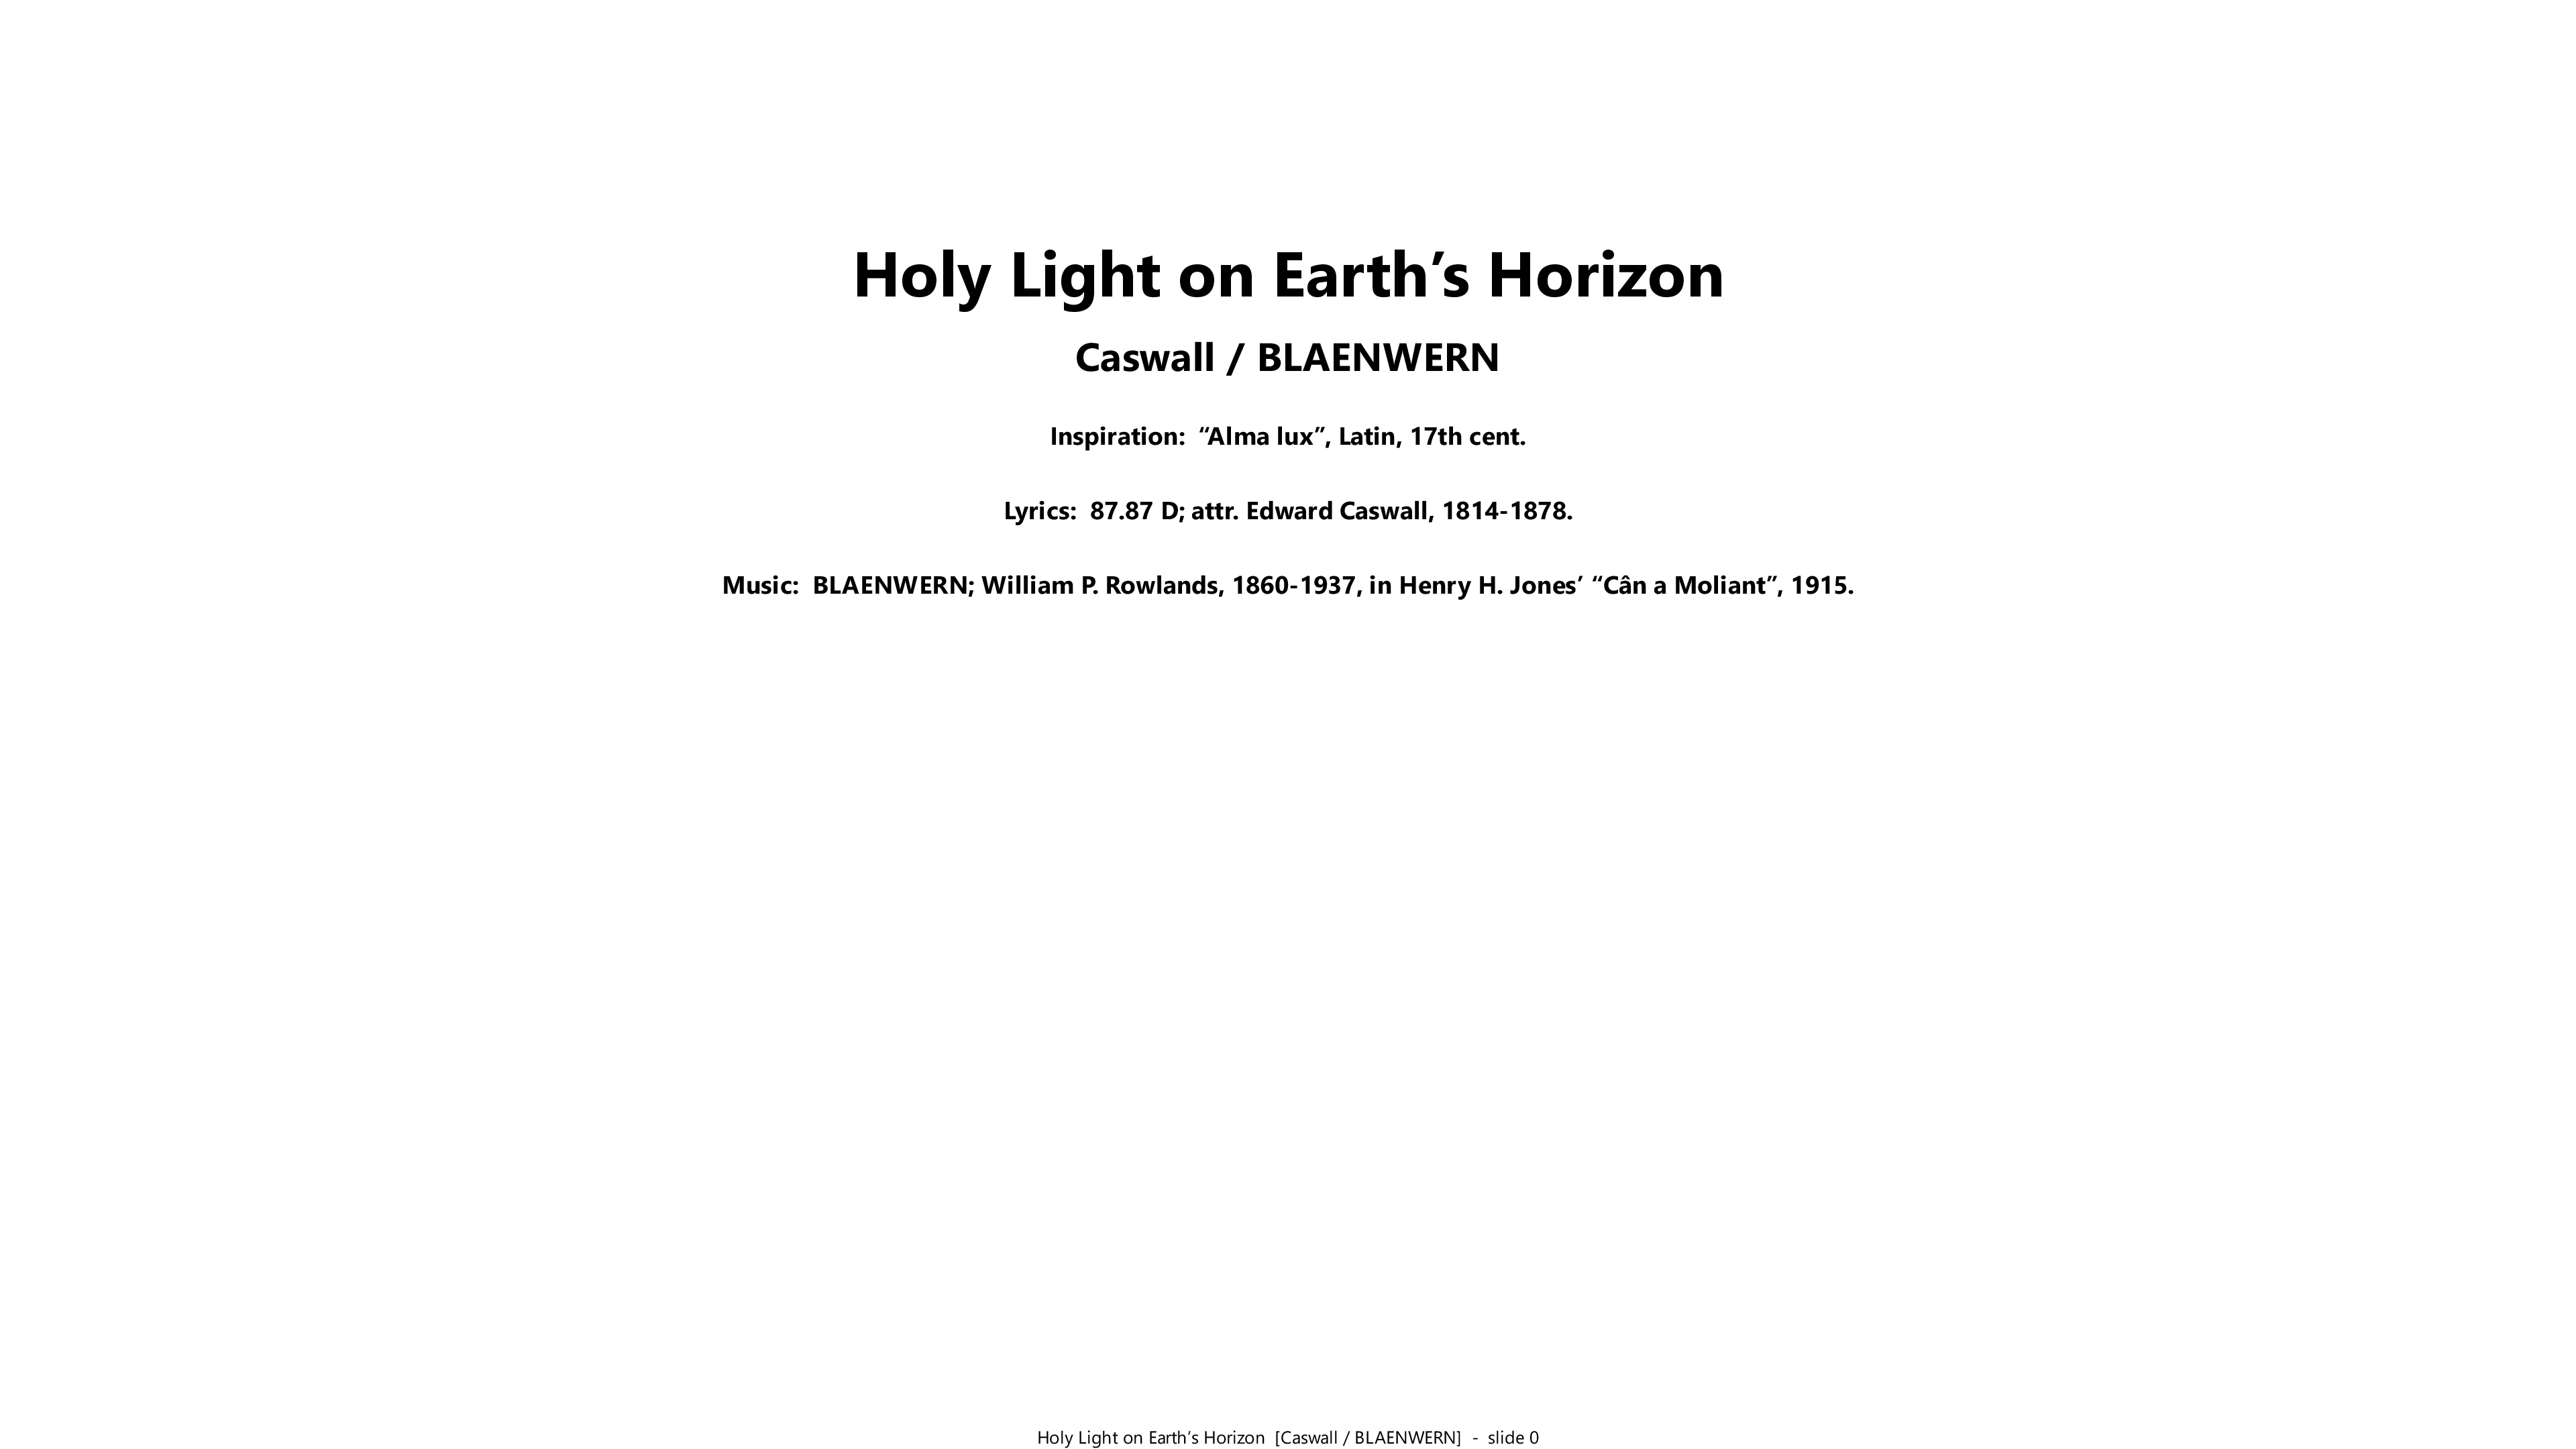 Holy Light on Earth’s Horizon
Caswall / BLAENWERN
Inspiration:  “Alma lux”, Latin, 17th cent.
Lyrics:  87.87 D; attr. Edward Caswall, 1814-1878.
Music:  BLAENWERN; William P. Rowlands, 1860-1937, in Henry H. Jones’ “Cân a Moliant”, 1915.
Holy Light on Earth’s Horizon  [Caswall / BLAENWERN]  -  slide 0